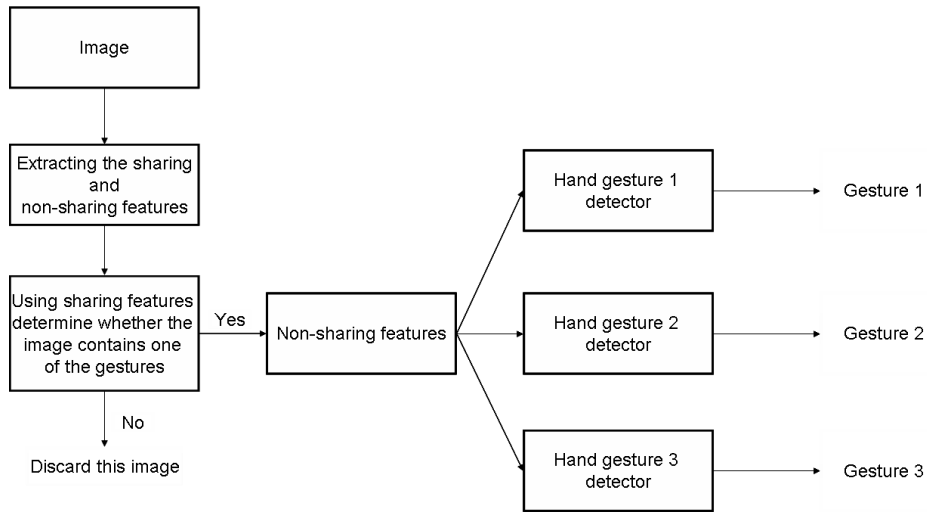 Image
Extracting the sharing
and
non-sharing features
Using sharing features
determine whether the
image contains one
of the gestures
Yes
No
Discard this image
Non-sharing features
Hand gesture 1
detector
Gesture 1
Hand gesture 2
detector
Gesture 2
Hand gesture 3
detector
Gesture 3